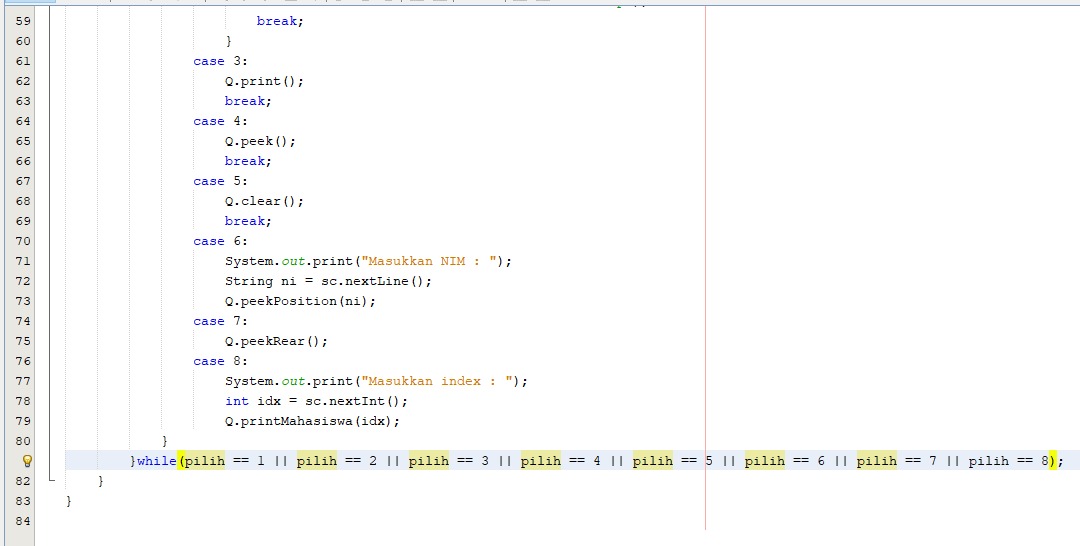 59 break;
60 }
61 case 3:
62 Q.print();
63 break;
64 case 4:
65 Q.peek();
66 break;
67 case 5:
68 Q.clear();
69 break;
70 case 6:
71 System.out.print("Masukkan NIM : ");
72 String ni = sc.nextLine();
73 Q.peekPosition(ni);
74 case 7:
75 Q.peekRear();
76 case 8:
77 System.out.print("Masukkan index : ");
78 int idx = sc.nextInt();
79 Q.printMahasiswa(idx);
80 }
}while(pilih == 1 || pilih == 2 || pilih == 3 || pilih == 4 || pilih == 5 || pilih == 6 || pilih == 7 || pilih == 8);
82 }
83 }
84